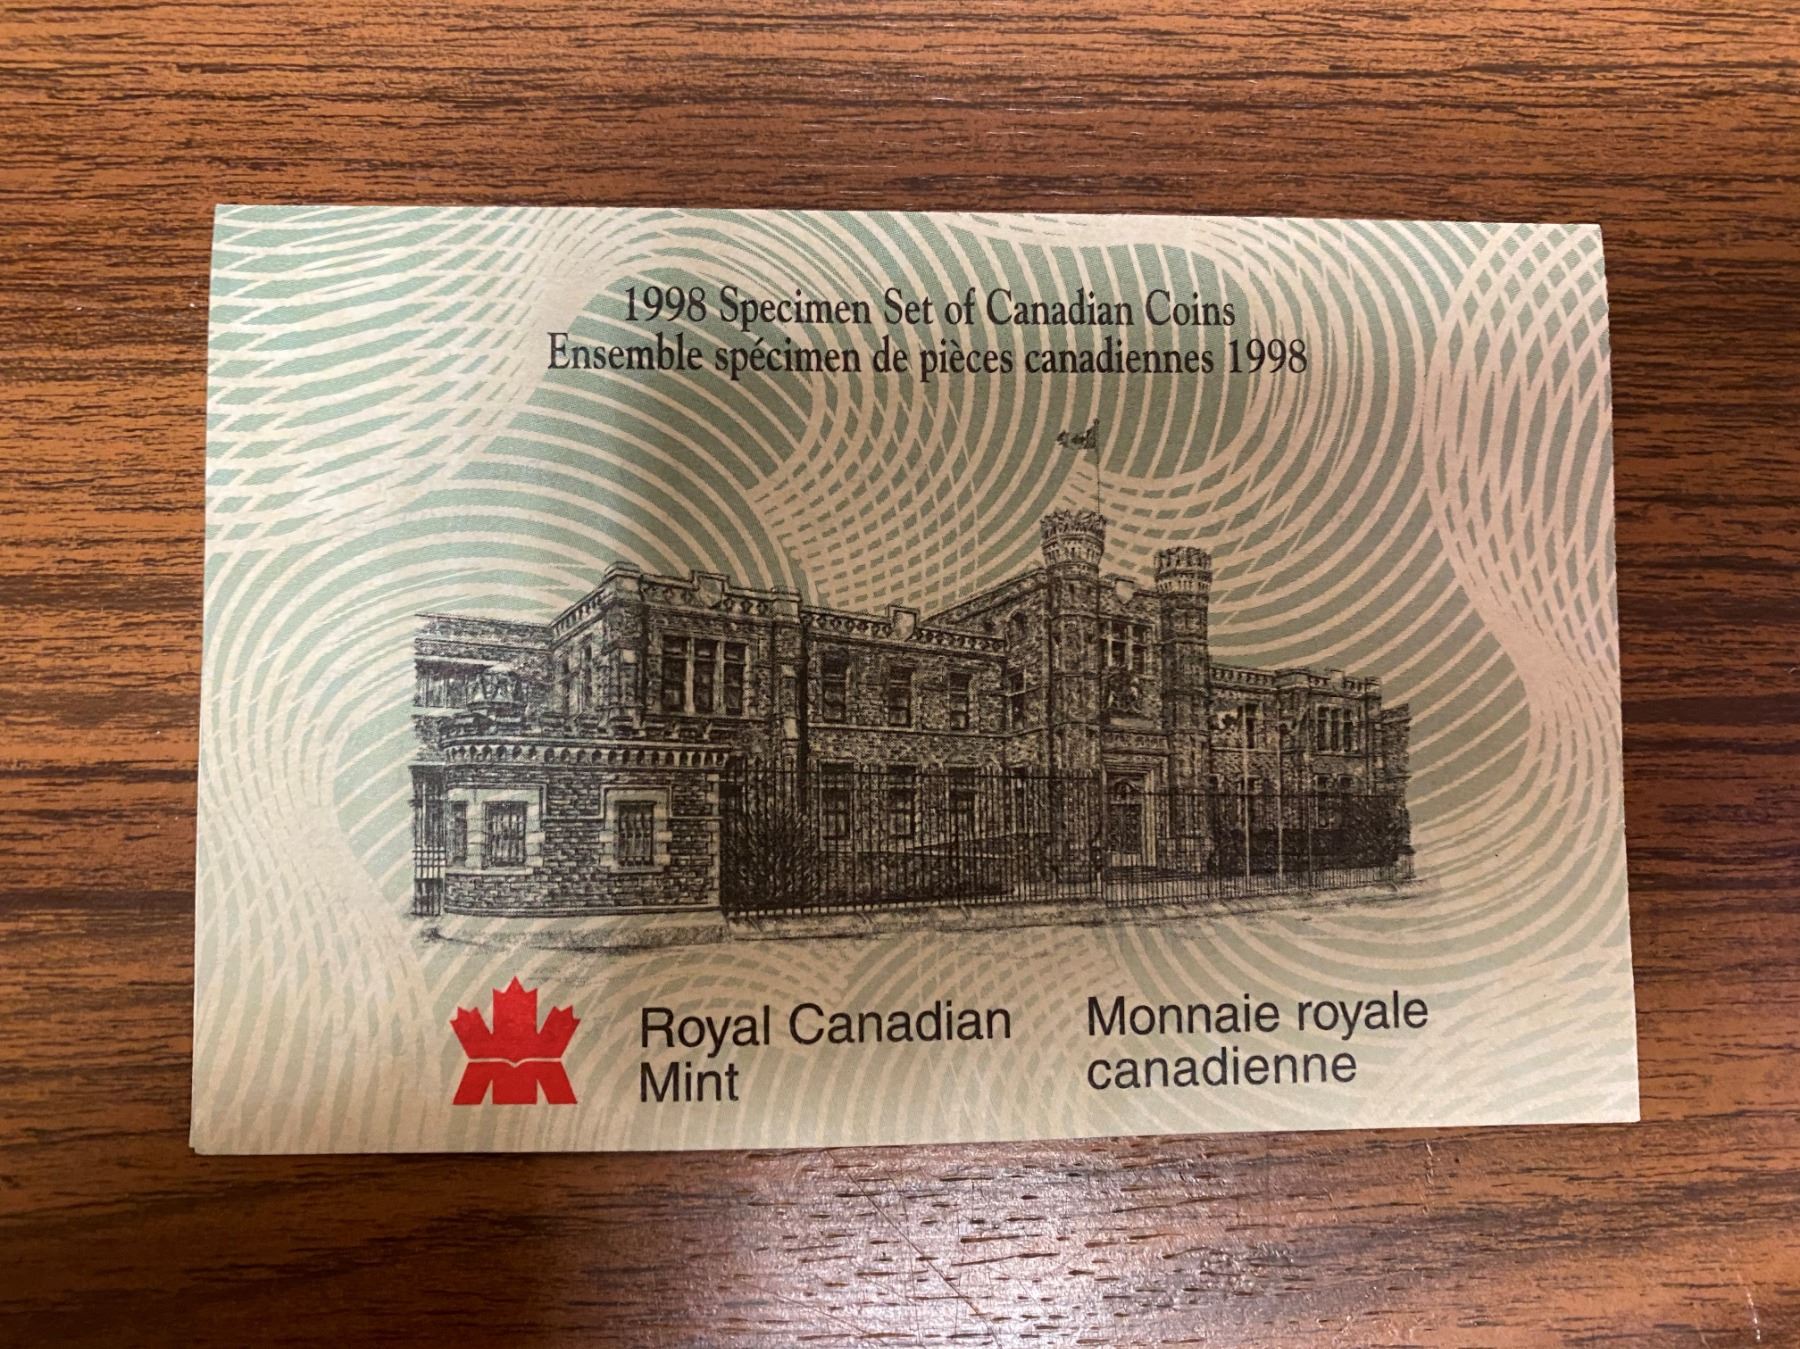 1998 Specimen Set of Canadian Coins
Ensemble spécimen de pièces canadiennes 1998
Royal Canadian Mint
Monnaie royale canadienne